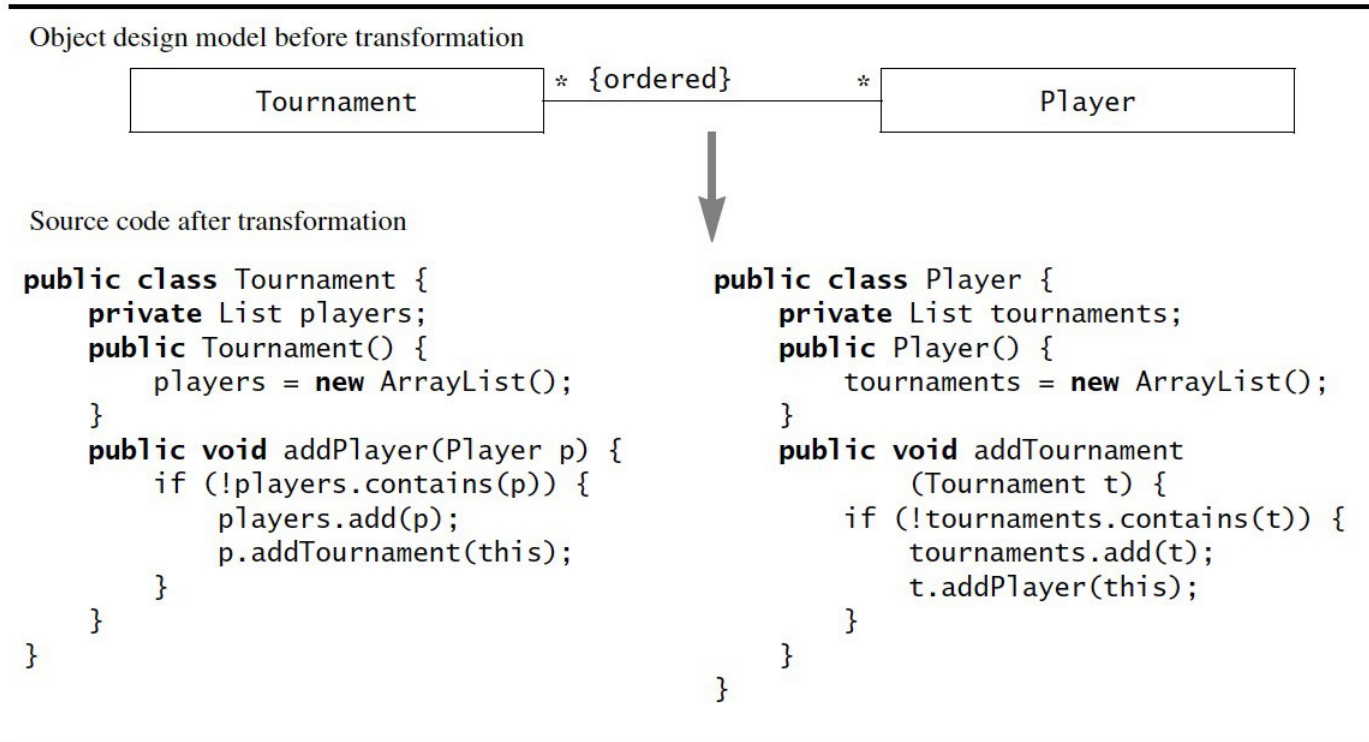 Object design model before transformation
Tournament * {ordered} * Player
Source code after transformation
public class Tournament {
    private List players;
    public Tournament() {
        players = new ArrayList();
    }
    public void addPlayer(Player p) {
        if (!players.contains(p)) {
            players.add(p);
            p.addTournament(this);
        }
    }
}
public class Player {
    private List tournaments;
    public Player() {
        tournaments = new ArrayList();
    }
    public void addTournament
            (Tournament t) {
        if (!tournaments.contains(t)) {
            tournaments.add(t);
            t.addPlayer(this);
        }
    }
}